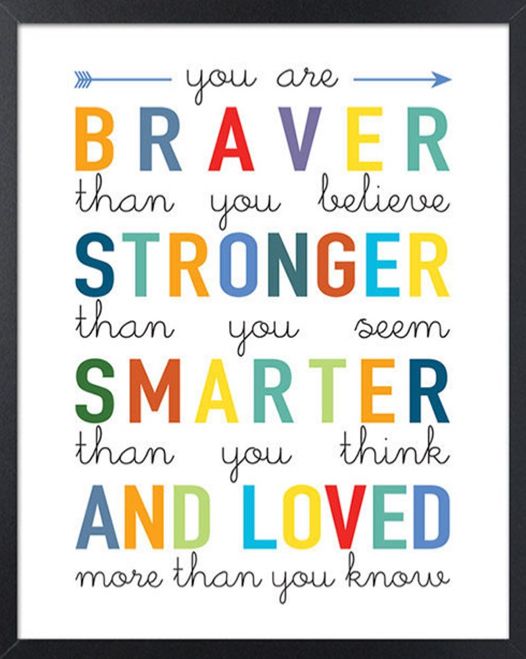 you are
BRAVER
than you believe
STRONGER
than you seem
SMARTER
than you think
AND LOVED
more than you know